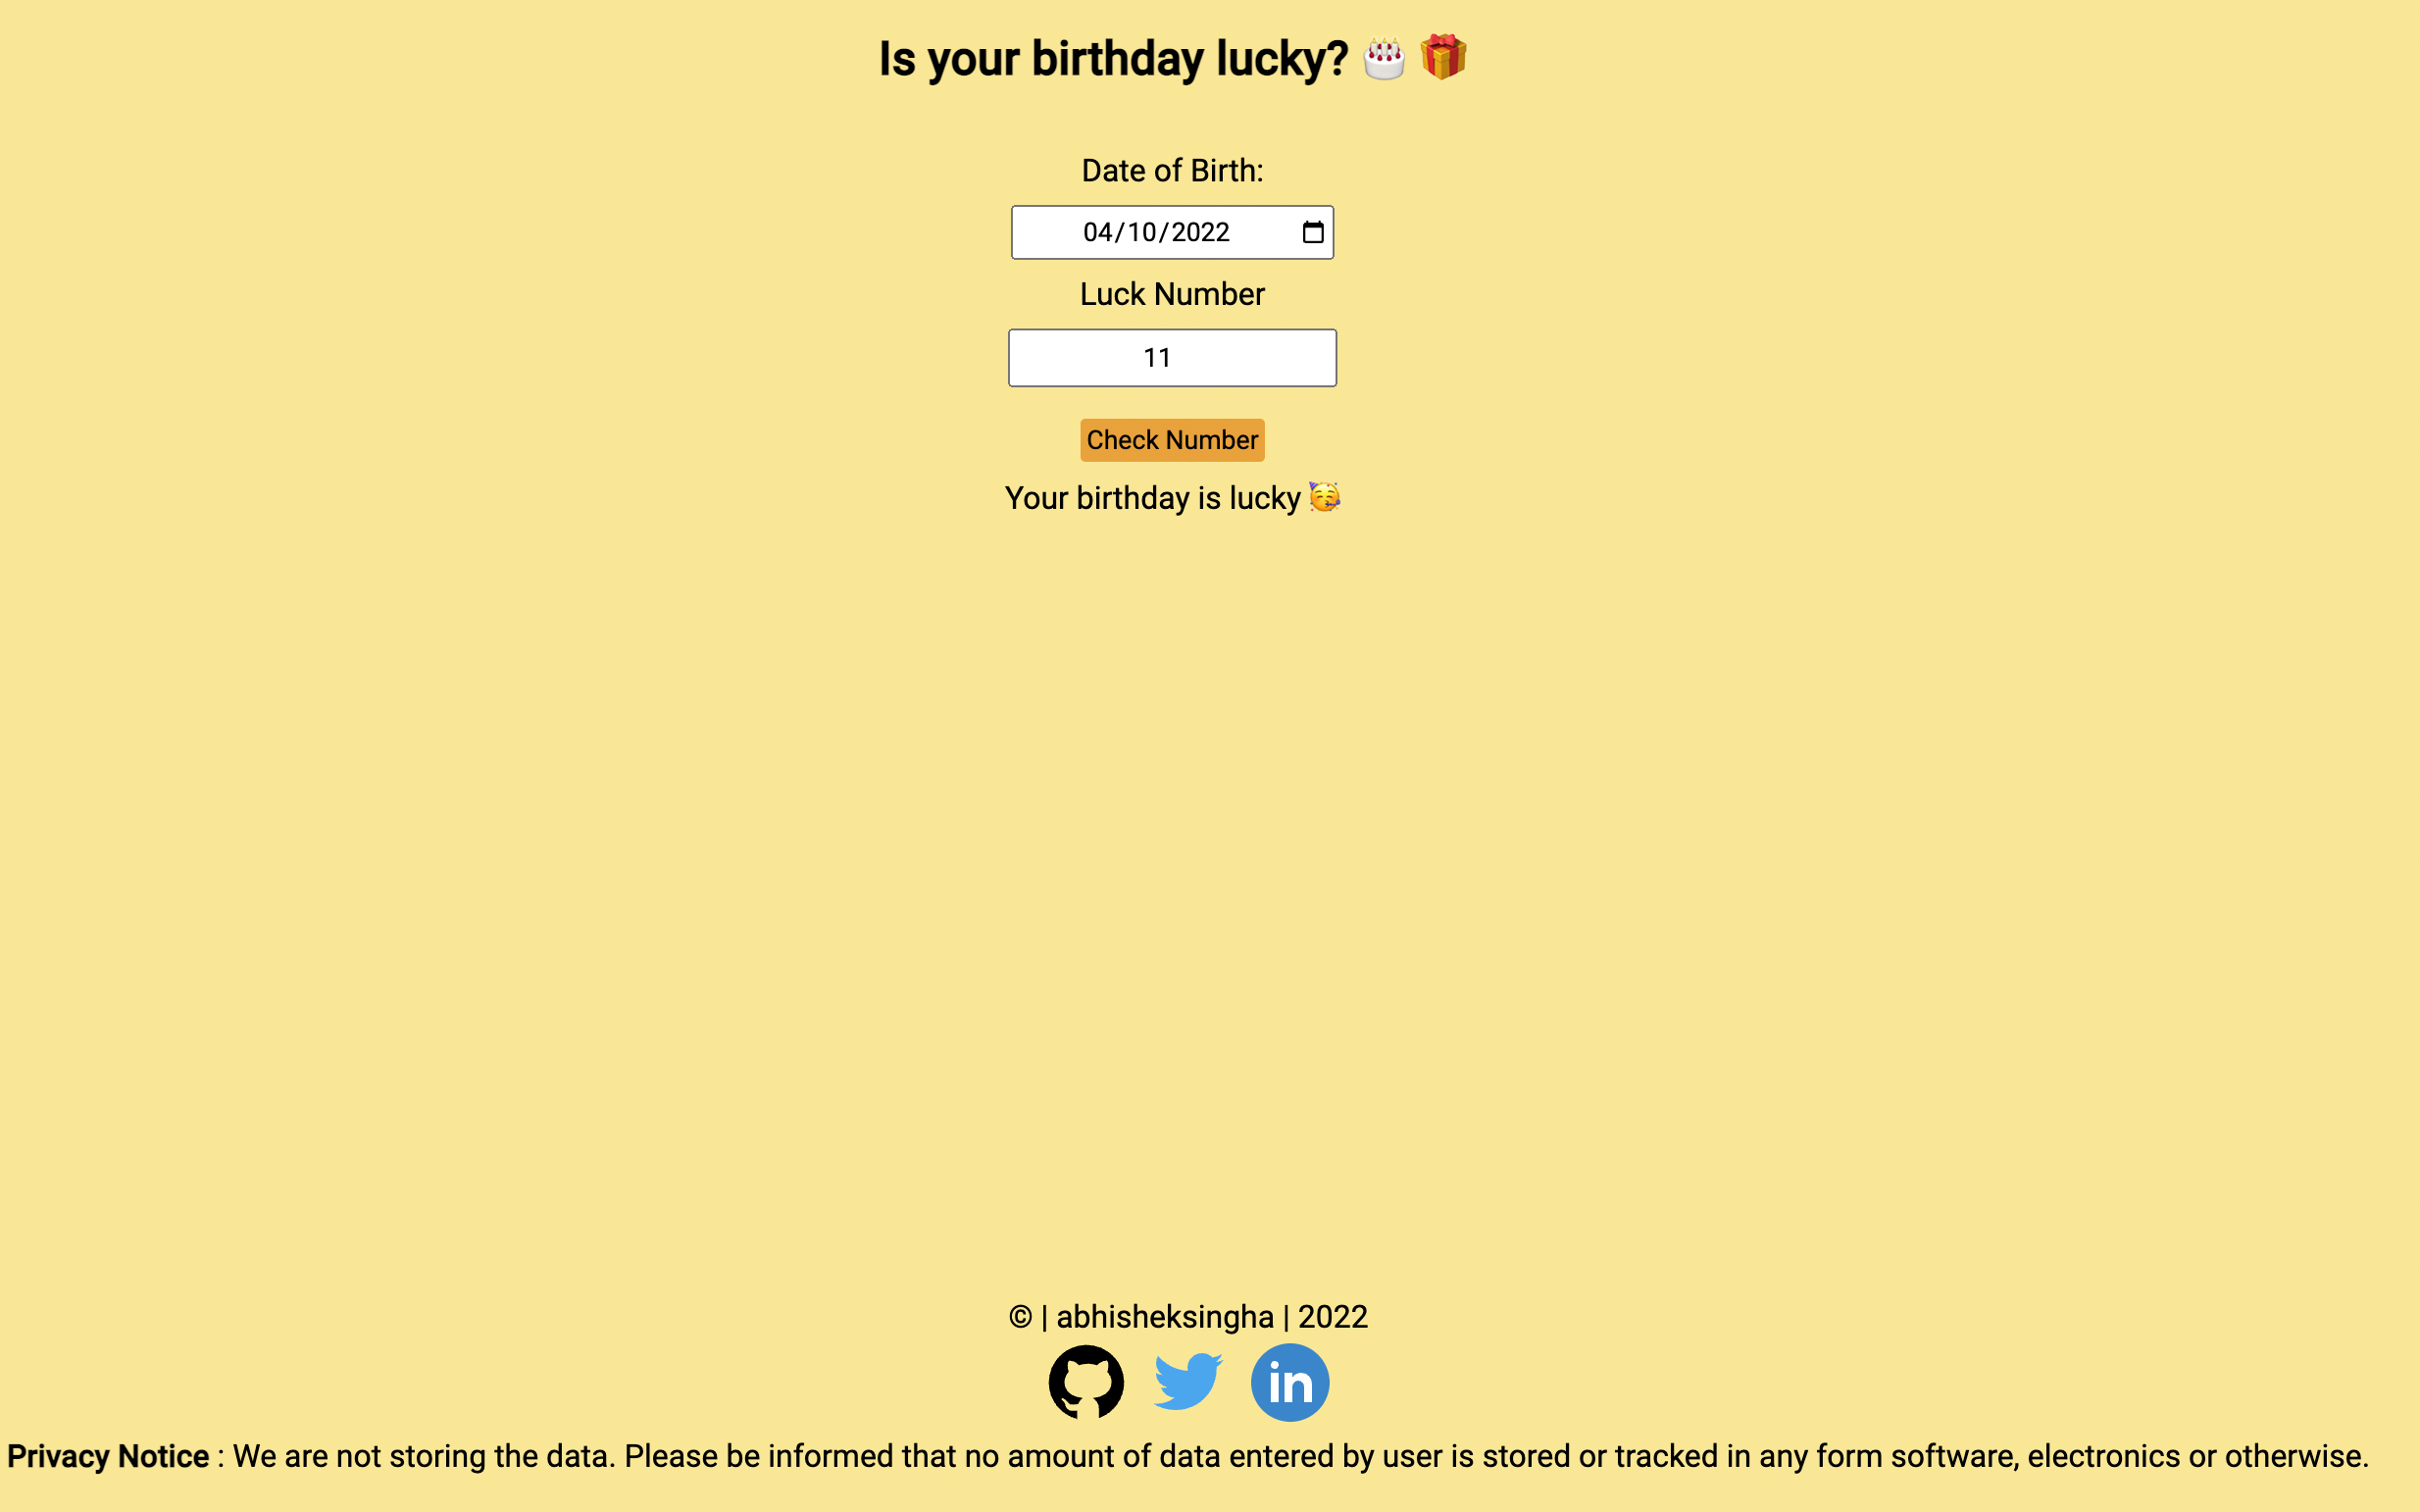 Is your birthday lucky? 🎂 🎁
Date of Birth:
04/10/2022
Luck Number
11
Check Number
Your birthday is lucky 🥳
© | abhisheksingha | 2022
in
Privacy Notice : We are not storing the data. Please be informed that no amount of data entered by user is stored or tracked in any form software, electronics or otherwise.